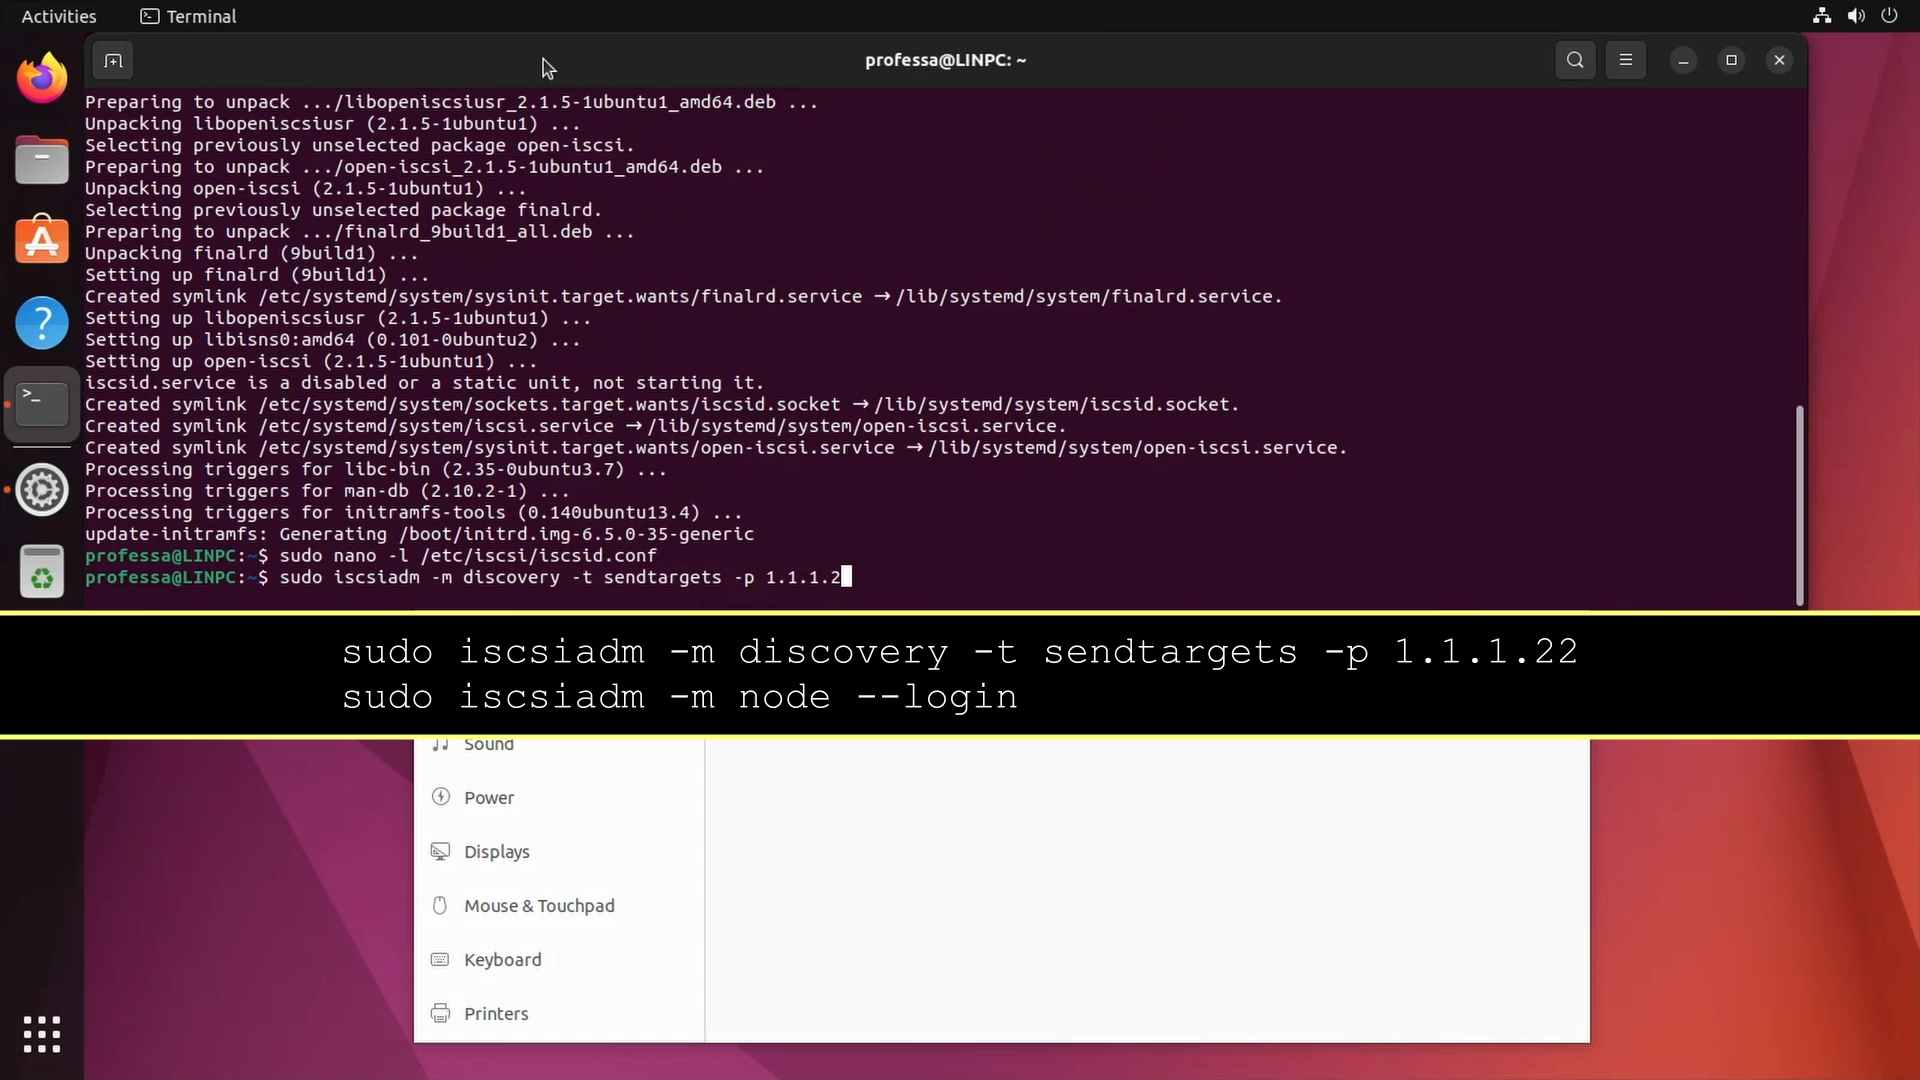 Activities
Terminal
professa@LINPC: ~
Preparing to unpack .../libopeniscsiusr_2.1.5-1ubuntu1_amd64.deb ...
Unpacking libopeniscsiusr (2.1.5-1ubuntu1) ...
Selecting previously unselected package open-iscsi.
Preparing to unpack .../open-iscsi_2.1.5-1ubuntu1_amd64.deb ...
Unpacking open-iscsi (2.1.5-1ubuntu1) ...
Selecting previously unselected package finalrd.
Preparing to unpack .../finalrd_9build1_all.deb ...
Unpacking finalrd (9build1) ...
Setting up finalrd (9build1) ...
Created symlink /etc/systemd/system/sysinit.target.wants/finalrd.service → /lib/systemd/system/finalrd.service.
Setting up libopeniscsiusr (2.1.5-1ubuntu1) ...
Setting up libisns0:amd64 (0.101-0ubuntu2) ...
Setting up open-iscsi (2.1.5-1ubuntu1) ...
iscsid.service is a disabled or a static unit, not starting it.
Created symlink /etc/systemd/system/sockets.target.wants/iscsid.socket → /lib/systemd/system/iscsid.socket.
Created symlink /etc/systemd/system/iscsi.service → /lib/systemd/system/open-iscsi.service.
Created symlink /etc/systemd/system/sysinit.target.wants/open-iscsi.service → /lib/systemd/system/open-iscsi.service.
Processing triggers for libc-bin (2.35-0ubuntu3.7) ...
Processing triggers for man-db (2.10.2-1) ...
Processing triggers for initramfs-tools (0.140ubuntu13.4) ...
update-initramfs: Generating /boot/initrd.img-6.5.0-35-generic
professa@LINPC:~$ sudo nano -l /etc/iscsi/iscsid.conf
professa@LINPC:~$ sudo iscsiadm -m discovery -t sendtargets -p 1.1.1.2
sudo iscsiadm -m discovery -t sendtargets -p 1.1.1.22
sudo iscsiadm -m node --login
Sound
Power
Displays
Mouse & Touchpad
Keyboard
Printers